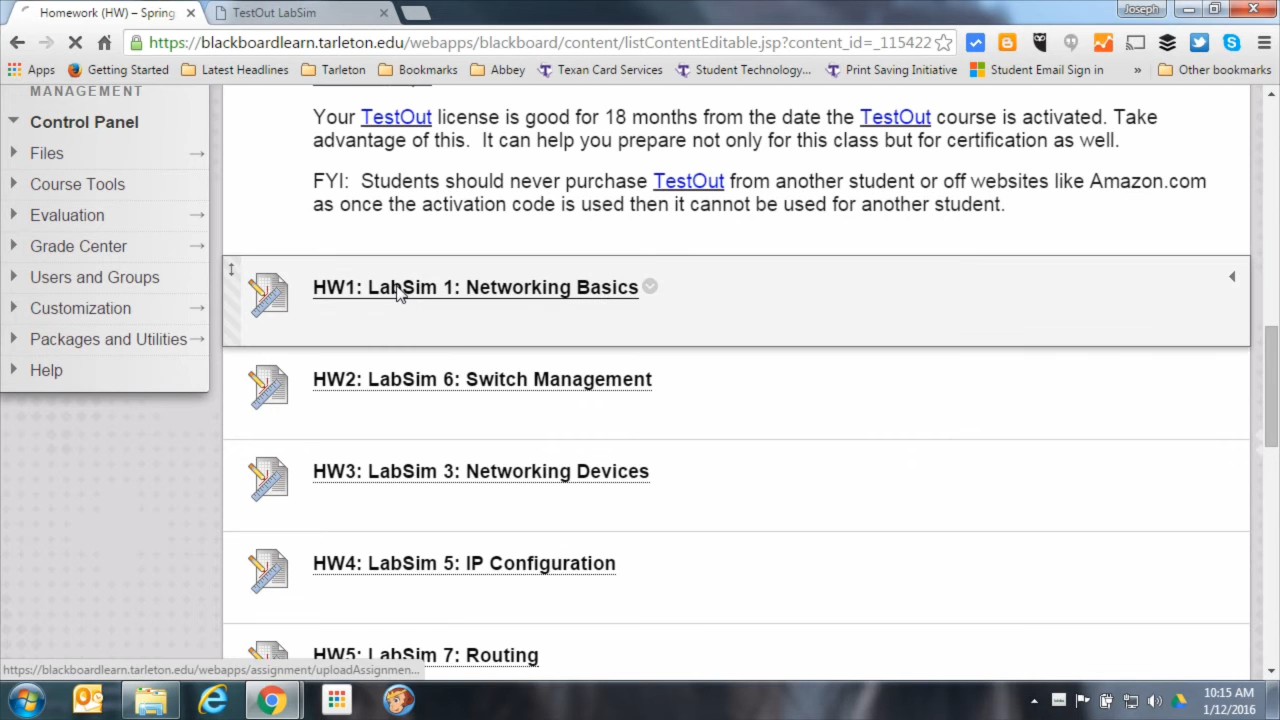 Homework (HW) – Spring
TestOut LabSim
Joseph
https://blackboardlearn.tarleton.edu/webapps/blackboard/content/listContentEditable.jsp?content_id=_115422
Apps Getting Started Latest Headlines Tarleton Bookmarks Abbey Texan Card Services Student Technology... Print Saving Initiative Student Email Sign in » Other bookmarks
MANAGEMENT
Control Panel
Files
Course Tools
Evaluation
Grade Center
Users and Groups
Customization
Packages and Utilities
Help
Your TestOut license is good for 18 months from the date the TestOut course is activated. Take
advantage of this. It can help you prepare not only for this class but for certification as well.
FYI: Students should never purchase TestOut from another student or off websites like Amazon.com
as once the activation code is used then it cannot be used for another student.
HW1: LabSim 1: Networking Basics
HW2: LabSim 6: Switch Management
HW3: LabSim 3: Networking Devices
HW4: LabSim 5: IP Configuration
HW5: LabSim 7: Routing
https://blackboardlearn.tarleton.edu/webapps/assignment/uploadAssignmen...
10:15 AM
1/12/2016